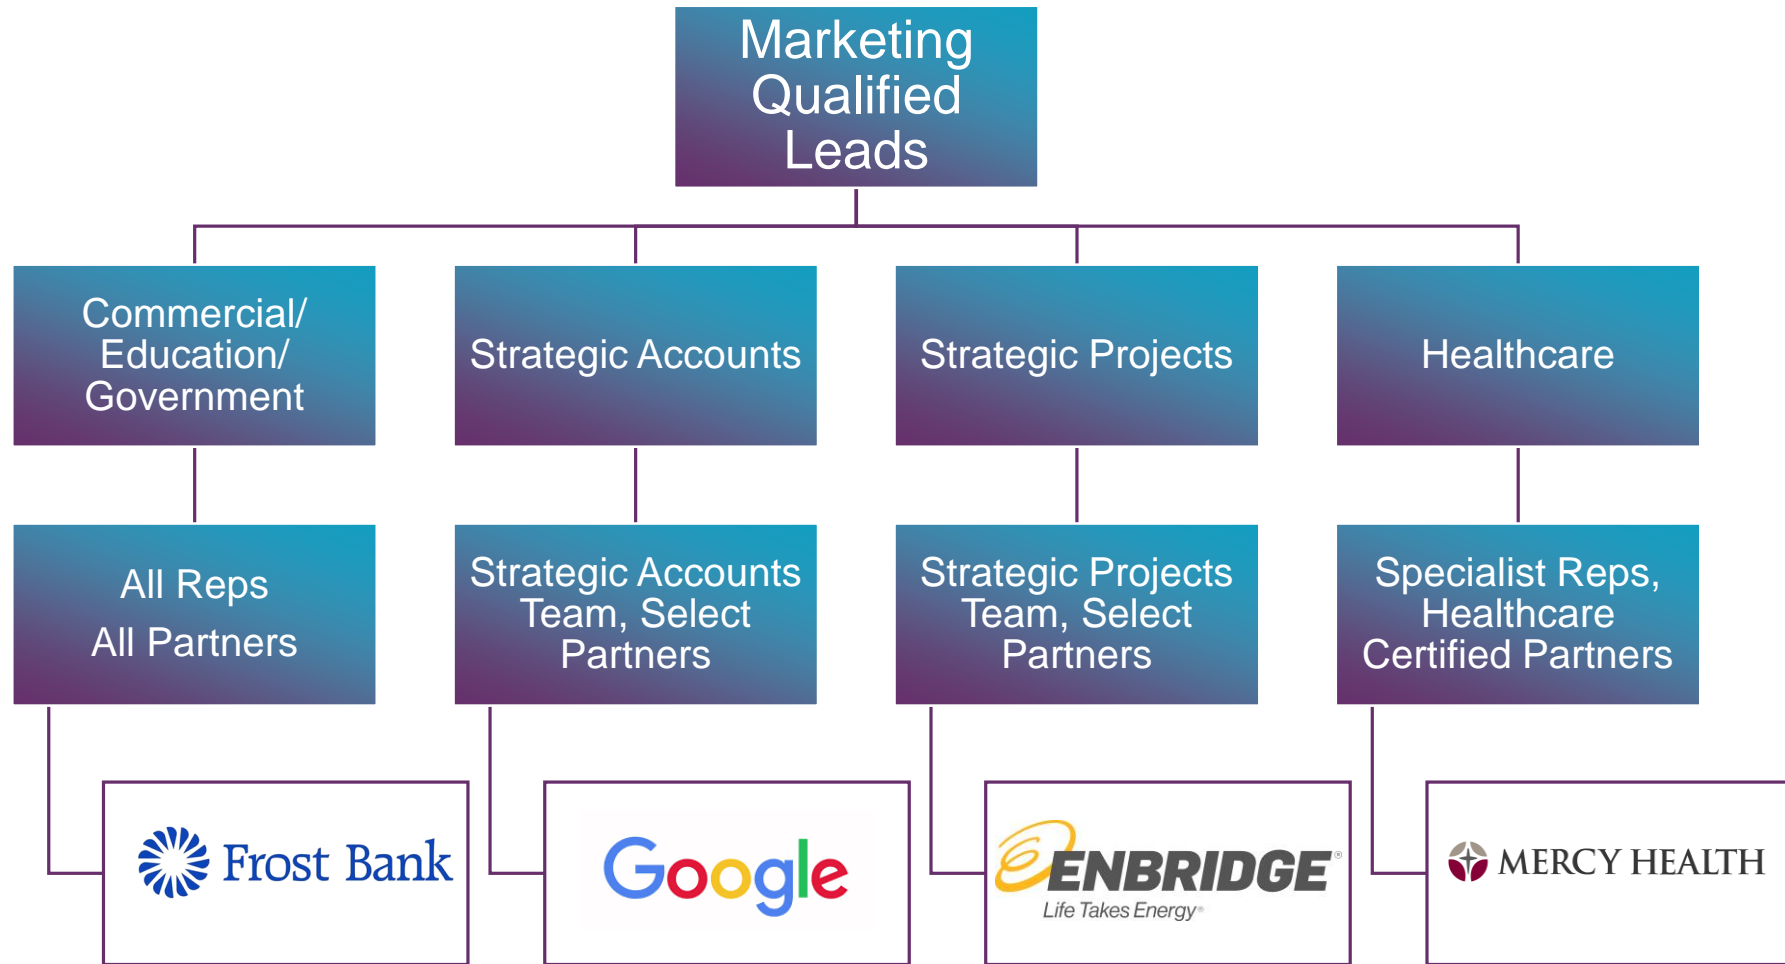 Marketing
Qualified
Leads
Commercial/
Education/
Government
Strategic Accounts
Strategic Projects
Healthcare
All Reps
All Partners
Strategic Accounts
Team, Select
Partners
Strategic Projects
Team, Select
Partners
Specialist Reps,
Healthcare
Certified Partners
Frost Bank
Google
ENBRIDGE®
Life Takes Energy®
MERCY HEALTH